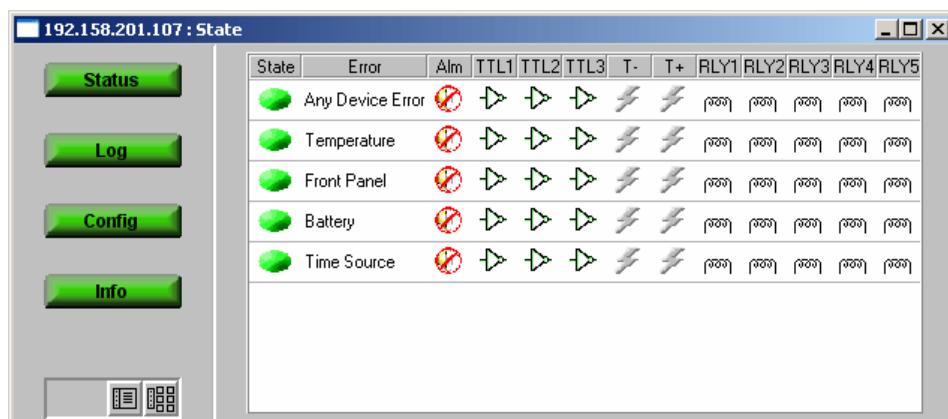 192.158.201.107 : State
Status
Log
Config
Info
State Error Alm TTL1 TTL2 TTL3 T- T+ RLY1 RLY2 RLY3 RLY4 RLY5
Any Device Error
Temperature
Front Panel
Battery
Time Source